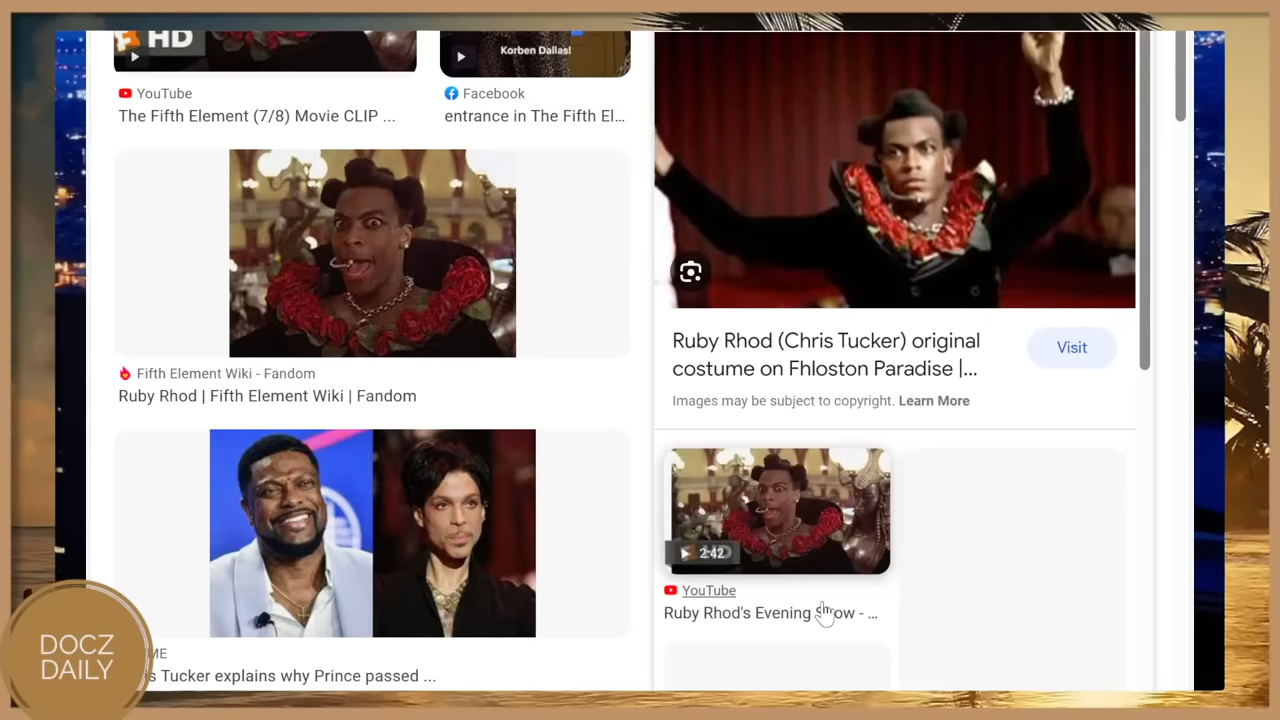 HD
Korben Dallas!
YouTube
The Fifth Element (7/8) Movie CLIP ...
Facebook
entrance in The Fifth El...
Fifth Element Wiki - Fandom
Ruby Rhod | Fifth Element Wiki | Fandom
ME
s Tucker explains why Prince passed ...
Ruby Rhod (Chris Tucker) original
costume on Fhloston Paradise |...
Visit
Images may be subject to copyright. Learn More
2:42
YouTube
Ruby Rhod's Evening - ...
DOCZ
DAILY